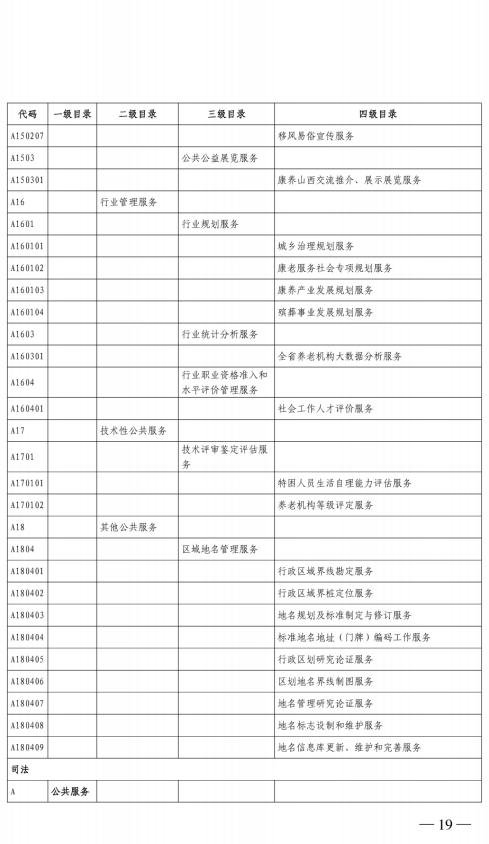 代码 一级目录 二级目录 三级目录 四级目录
A150207 移风易俗宣传服务
A1503 公共公益展览服务
A150301 康养山西交流推介、展示展览服务
A16 行业管理服务
A1601 行业规划服务
A160101 城乡治理规划服务
A160102 康老服务社会专项规划服务
A160103 康养产业发展规划服务
A160104 殡葬事业发展规划服务
A1603 行业统计分析服务
A160301 全省养老机构大数据分析服务
A1604 行业职业资格准入和
水平评价管理服务
A160401 社会工作人才评价服务
A17 技术性公共服务
A1701 技术评审鉴定评估服
务
A170101 特困人员生活自理能力评估服务
A170102 养老机构等级评定服务
A18 其他公共服务
A1804 区域地名管理服务
A180401 行政区域界线勘定服务
A180402 行政区域界桩定位服务
A180403 地名规划及标准制定与修订服务
A180404 标准地名地址（门牌）编码工作服务
A180405 行政区划研究论证服务
A180406 区划地名界线制图服务
A180407 地名管理研究论证服务
A180408 地名标志设制和维护服务
A180409 地名信息库更新、维护和完善服务
司法
A 公共服务
— 19 —